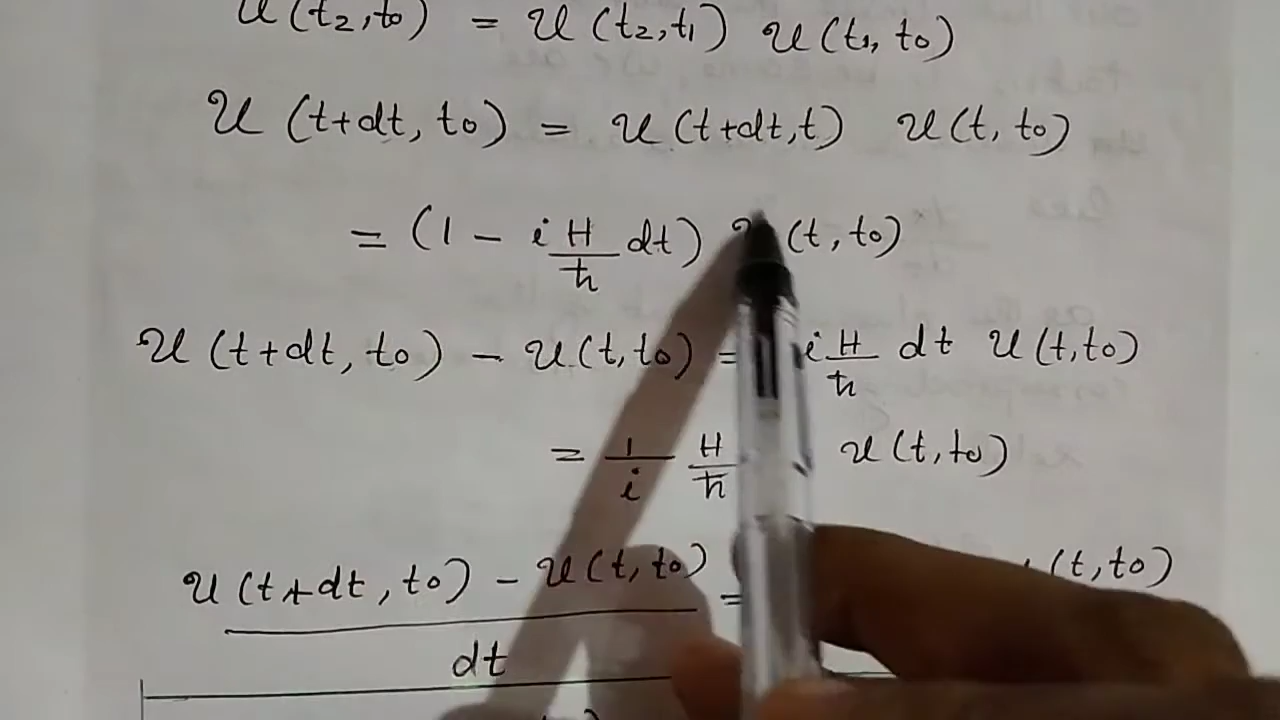 U(t₂,t₀) = U(t₂,t₁) U(t₁,t₀)
U(t+dt, t₀) = U(t+dt,t) U(t, t₀)
= (1 - i H/ħ dt) U(t, t₀)
U(t+dt, t₀) - U(t,t₀) = i H/ħ dt U(t,t₀)
= 1/i H/ħ U(t,t₀)
U(t+dt, t₀) - U(t,t₀) / dt = (t,t₀)